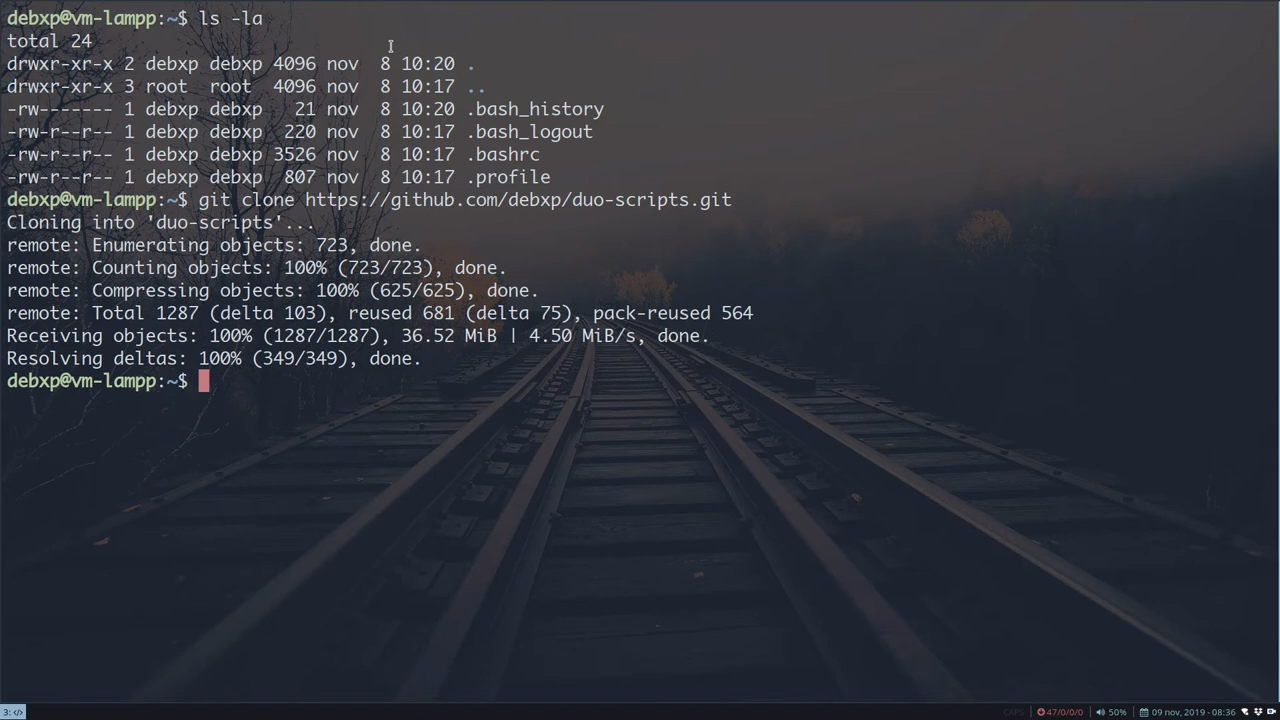 debxp@vm-lampp:~$ ls -la
total 24
drwxr-xr-x 2 debxp debxp 4096 nov  8 10:20 .
drwxr-xr-x 3 root  root  4096 nov  8 10:17 ..
-rw------- 1 debxp debxp   21 nov  8 10:20 .bash_history
-rw-r--r-- 1 debxp debxp  220 nov  8 10:17 .bash_logout
-rw-r--r-- 1 debxp debxp 3526 nov  8 10:17 .bashrc
-rw-r--r-- 1 debxp debxp  807 nov  8 10:17 .profile
debxp@vm-lampp:~$ git clone https://github.com/debxp/duo-scripts.git
Cloning into 'duo-scripts'...
remote: Enumerating objects: 723, done.
remote: Counting objects: 100% (723/723), done.
remote: Compressing objects: 100% (625/625), done.
remote: Total 1287 (delta 103), reused 681 (delta 75), pack-reused 564
Receiving objects: 100% (1287/1287), 36.52 MiB | 4.50 MiB/s, done.
Resolving deltas: 100% (349/349), done.
debxp@vm-lampp:~$
3: </> CAPS 47/0/0/0 50% 09 nov, 2019 - 08:36